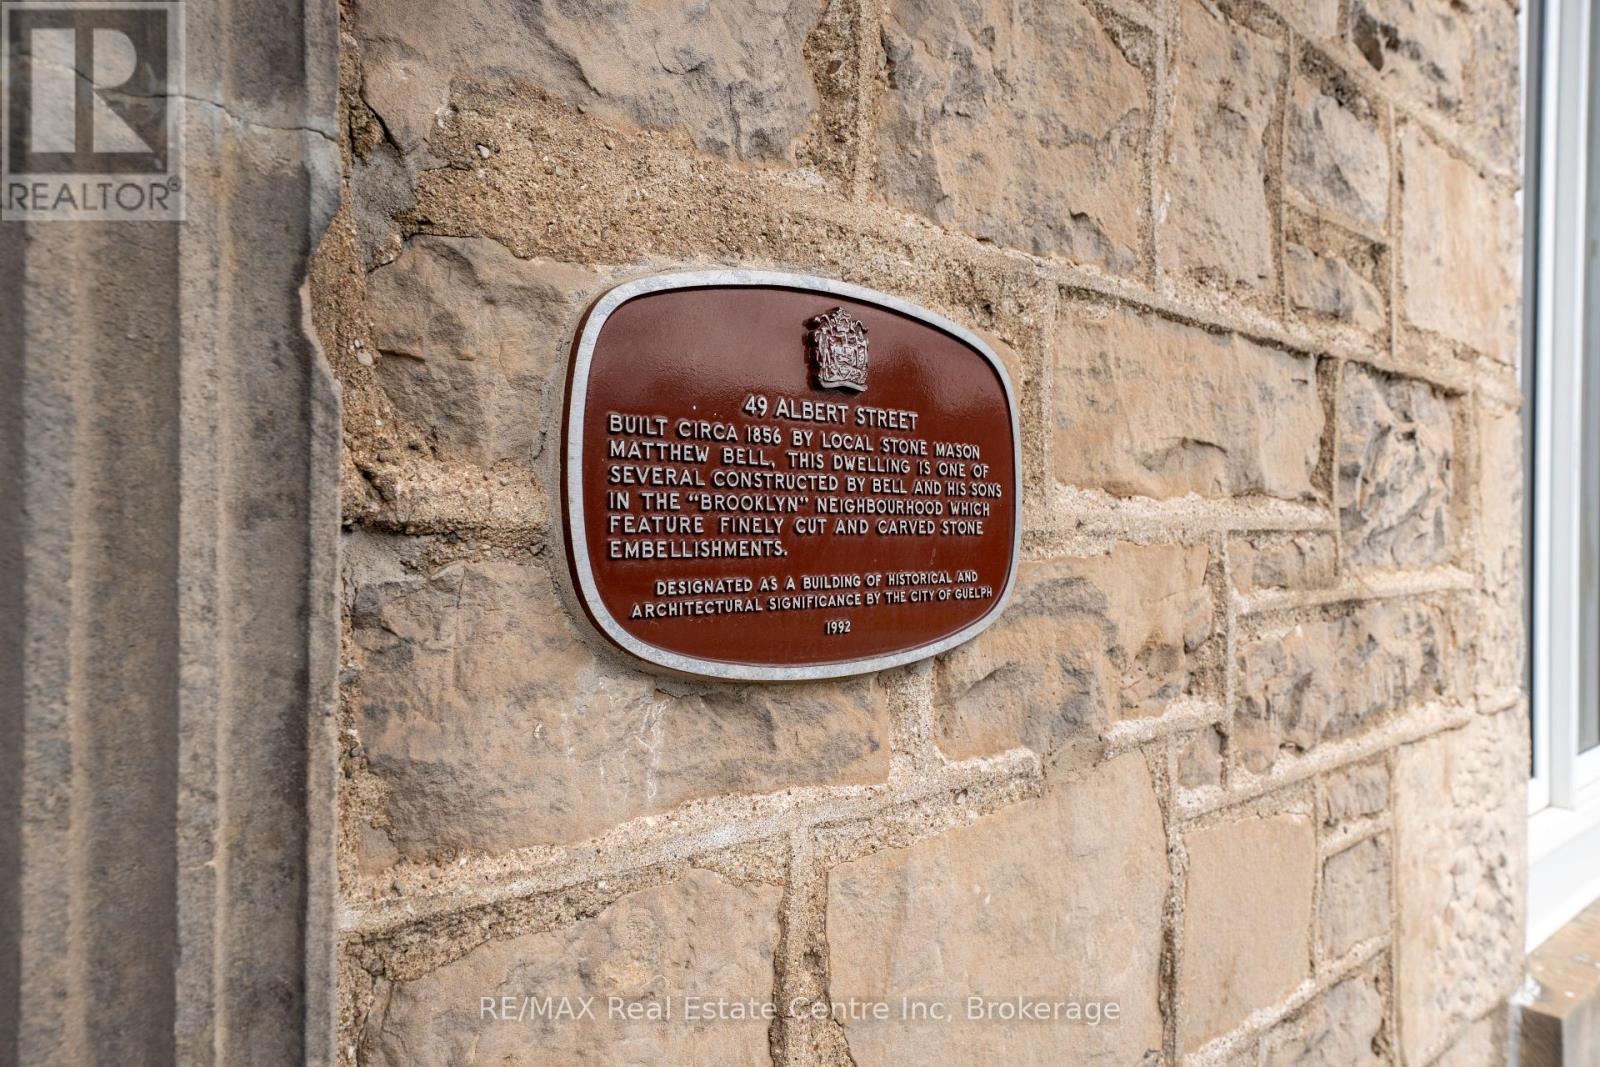 R
REALTOR®
49 ALBERT STREET
BUILT CIRCA 1856 BY LOCAL STONE MASON
MATTHEW BELL, THIS DWELLING IS ONE OF
SEVERAL CONSTRUCTED BY BELL AND HIS SONS
IN THE "BROOKLYN" NEIGHBOURHOOD WHICH
FEATURE FINELY CUT AND CARVED STONE
EMBELLISHMENTS.
DESIGNATED AS A BUILDING OF HISTORICAL AND
ARCHITECTURAL SIGNIFICANCE BY THE CITY OF GUELPH
1992
RE/MAX Real Estate Centre Inc, Brokerage